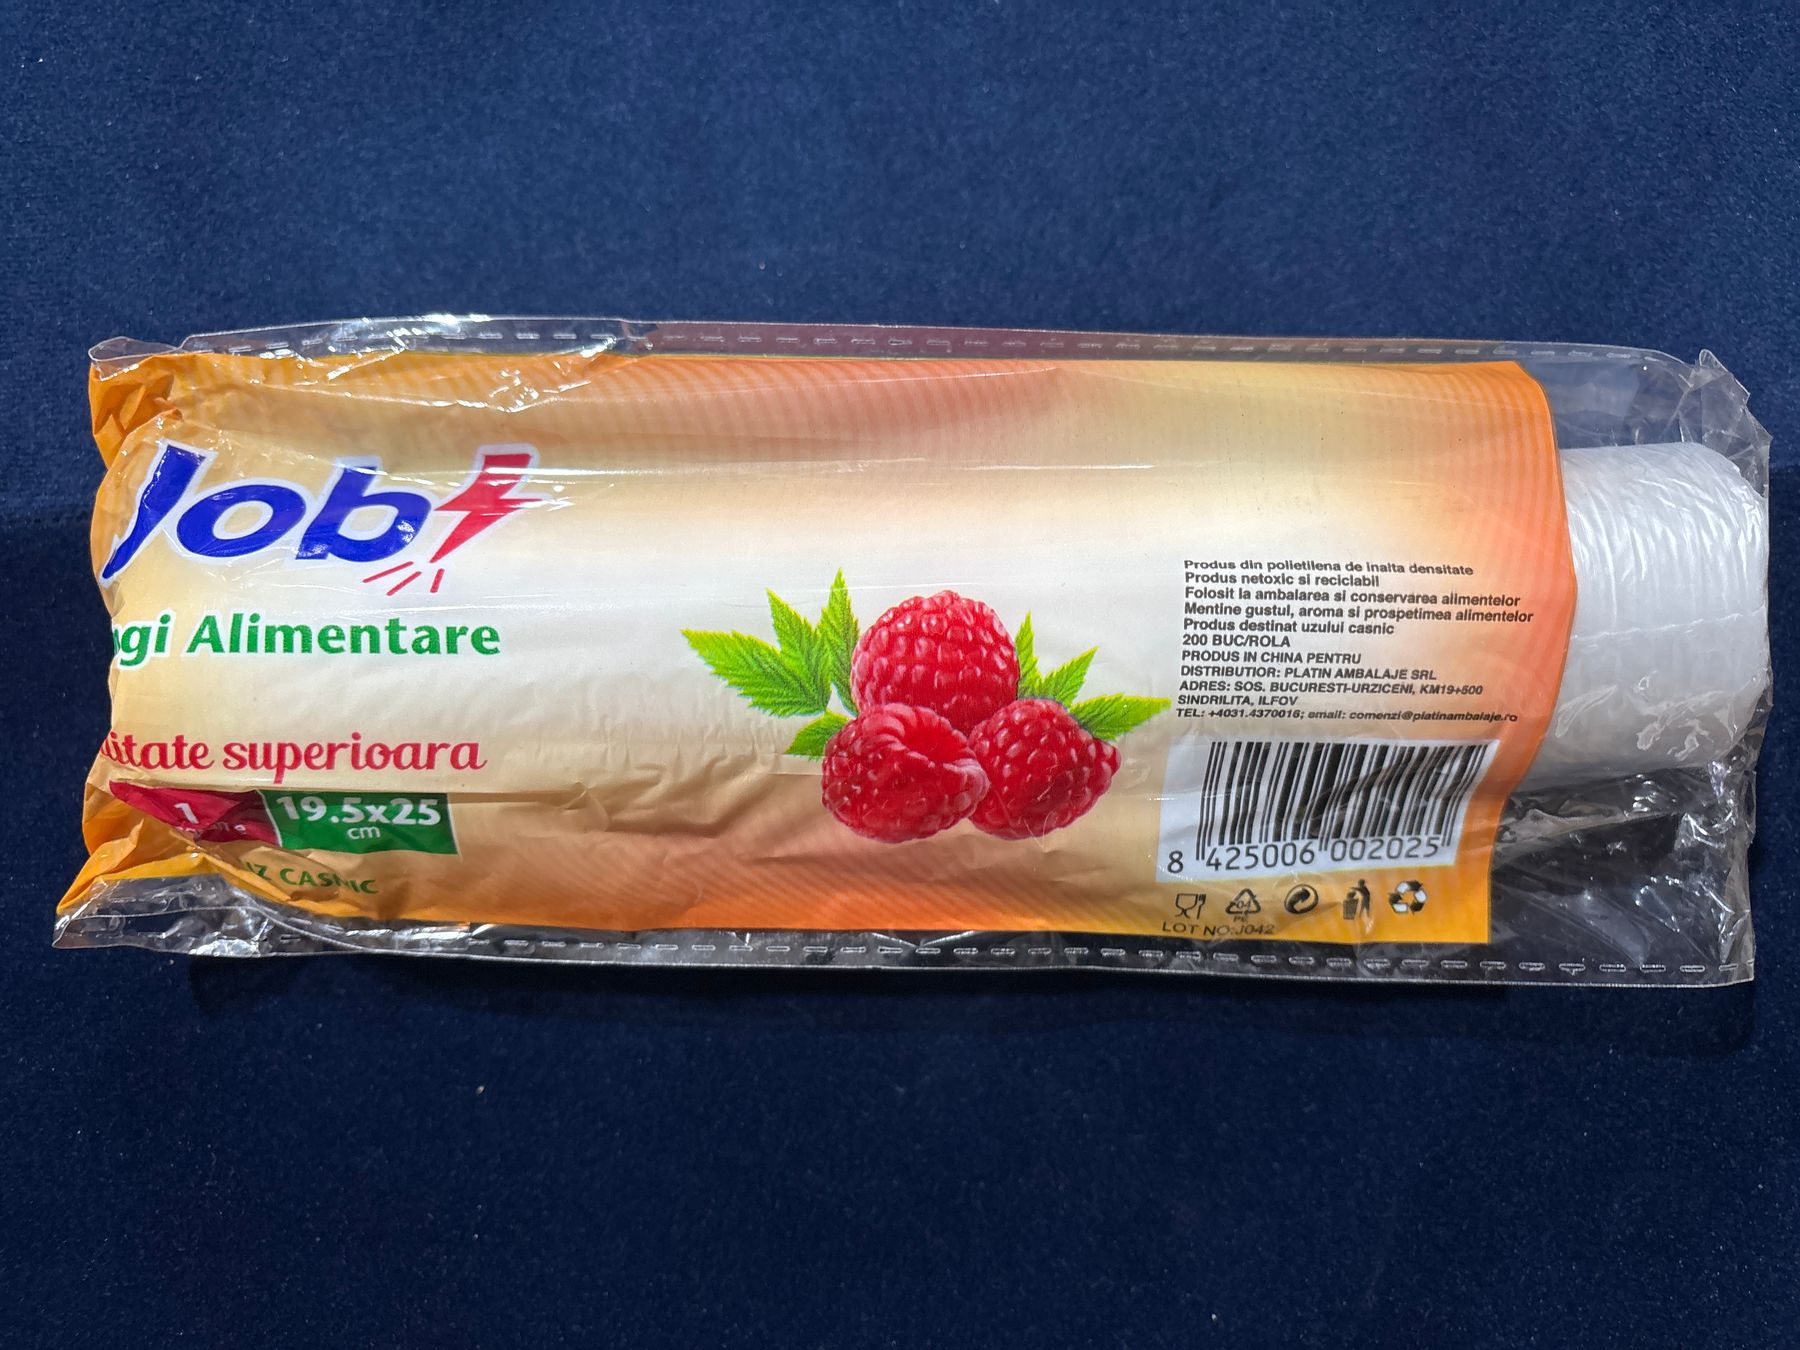 Job
Alimentare
superioara
1
19.5x25
cm
CASNIC
Produs din polietilena de inalta densitate
Produs netoxic si reciclabil
Folosit la ambalarea si conservarea alimentelor
Mentine gustul, aroma si prospetimea alimentelor
Produs destinat uzului casnic
200 BUC/ROLA
PRODUS IN CHINA PENTRU
DISTRIBUTIOR: PLATIN AMBALAJE SRL
ADRES: SOS. BUCURESTI-URZICENI, KM19+500
SINDRILITA, ILFOV
TEL: +4031.4370016; email: comenzi@platinambalaje.ro
8 425006 002025
04
PE
LOT NO:J042